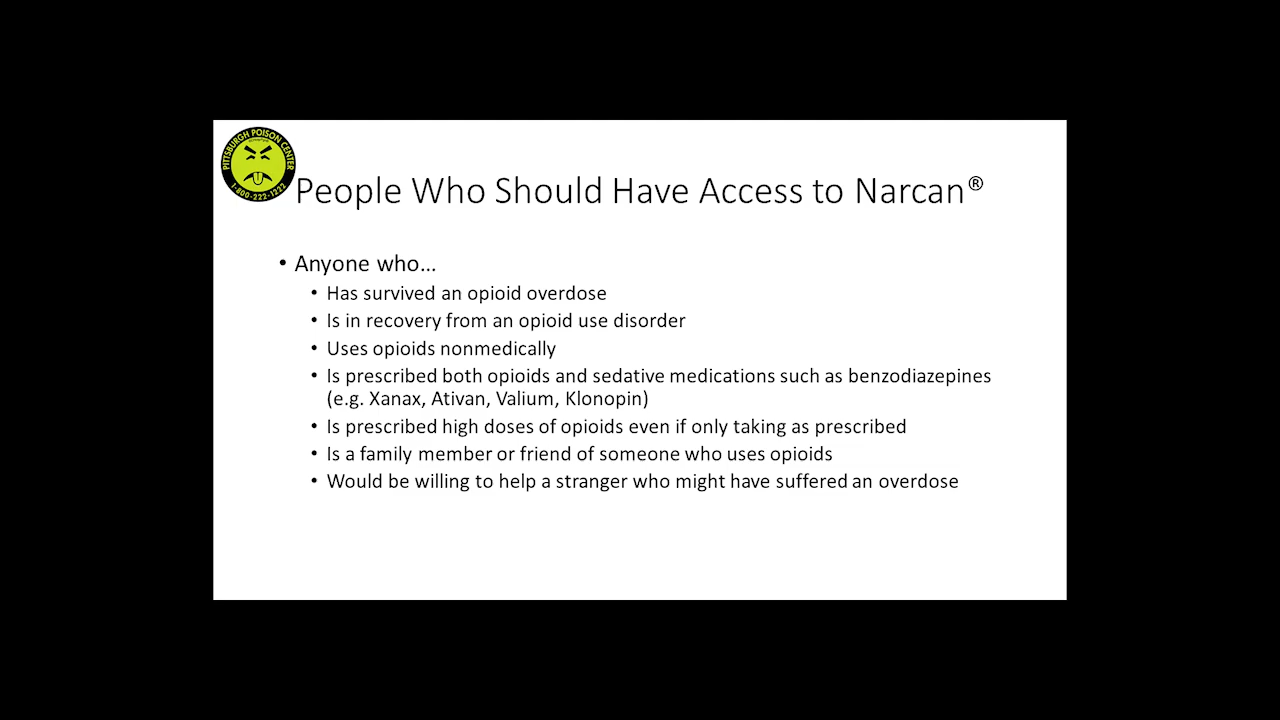 PITTSBURGH POISON CENTER
1-800-222-1222
People Who Should Have Access to Narcan®
• Anyone who...
• Has survived an opioid overdose
• Is in recovery from an opioid use disorder
• Uses opioids nonmedically
• Is prescribed both opioids and sedative medications such as benzodiazepines
(e.g. Xanax, Ativan, Valium, Klonopin)
• Is prescribed high doses of opioids even if only taking as prescribed
• Is a family member or friend of someone who uses opioids
• Would be willing to help a stranger who might have suffered an overdose